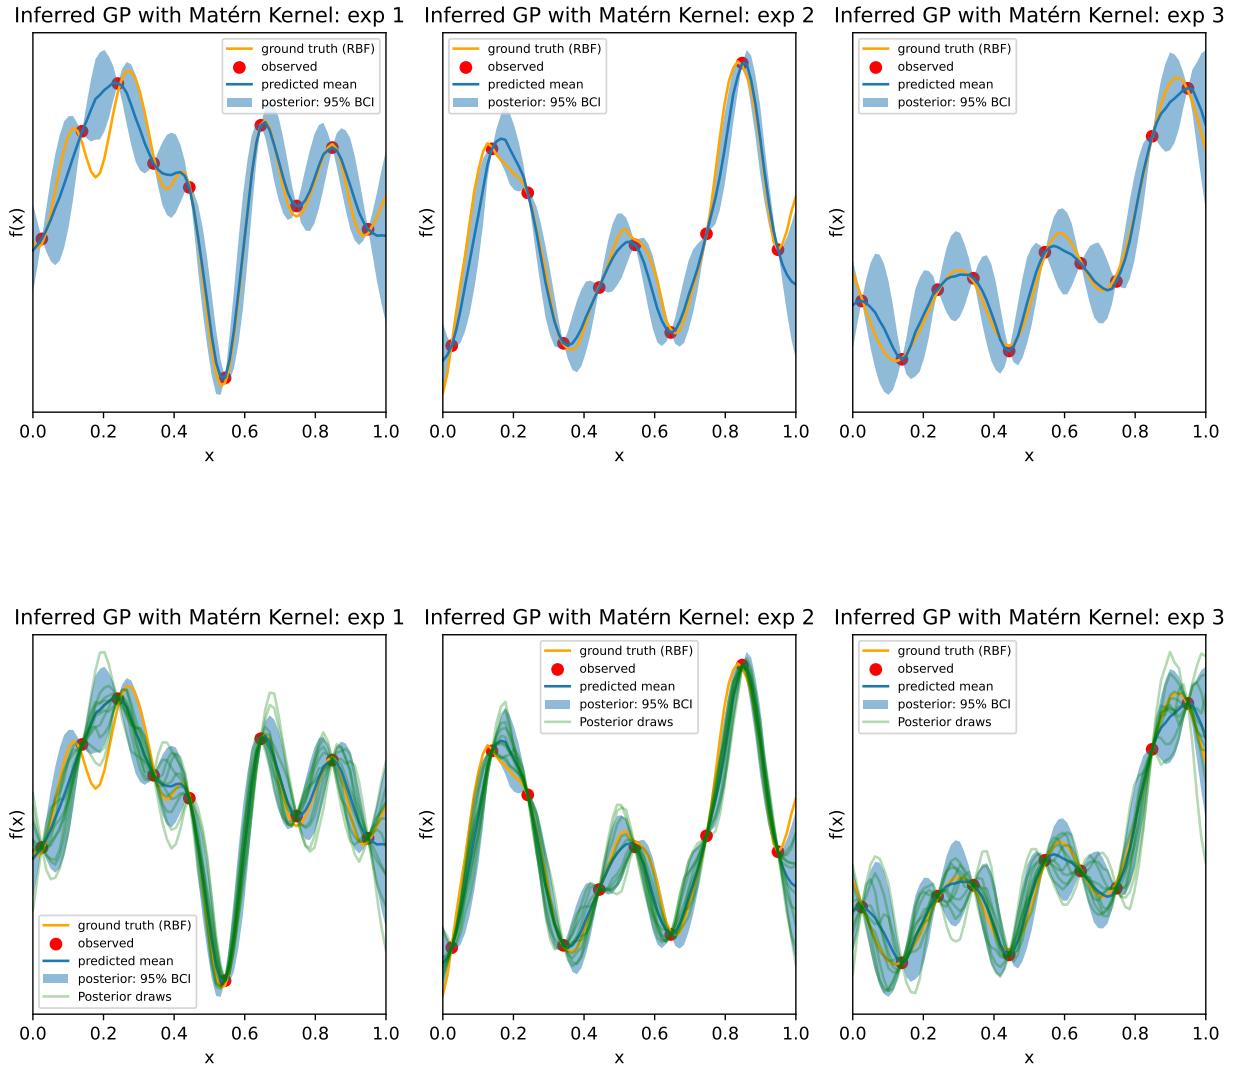 Inferred GP with Matérn Kernel: exp 1
ground truth (RBF)
observed
predicted mean
posterior: 95% BCI
f(x)
0.0 0.2 0.4 0.6 0.8 1.0
x
Inferred GP with Matérn Kernel: exp 2
ground truth (RBF)
observed
predicted mean
posterior: 95% BCI
f(x)
0.0 0.2 0.4 0.6 0.8 1.0
x
Inferred GP with Matérn Kernel: exp 3
ground truth (RBF)
observed
predicted mean
posterior: 95% BCI
f(x)
0.0 0.2 0.4 0.6 0.8 1.0
x
Inferred GP with Matérn Kernel: exp 1
f(x)
ground truth (RBF)
observed
predicted mean
posterior: 95% BCI
Posterior draws
0.0 0.2 0.4 0.6 0.8 1.0
x
Inferred GP with Matérn Kernel: exp 2
ground truth (RBF)
observed
predicted mean
posterior: 95% BCI
Posterior draws
f(x)
0.0 0.2 0.4 0.6 0.8 1.0
x
Inferred GP with Matérn Kernel: exp 3
ground truth (RBF)
observed
predicted mean
posterior: 95% BCI
Posterior draws
f(x)
0.0 0.2 0.4 0.6 0.8 1.0
x